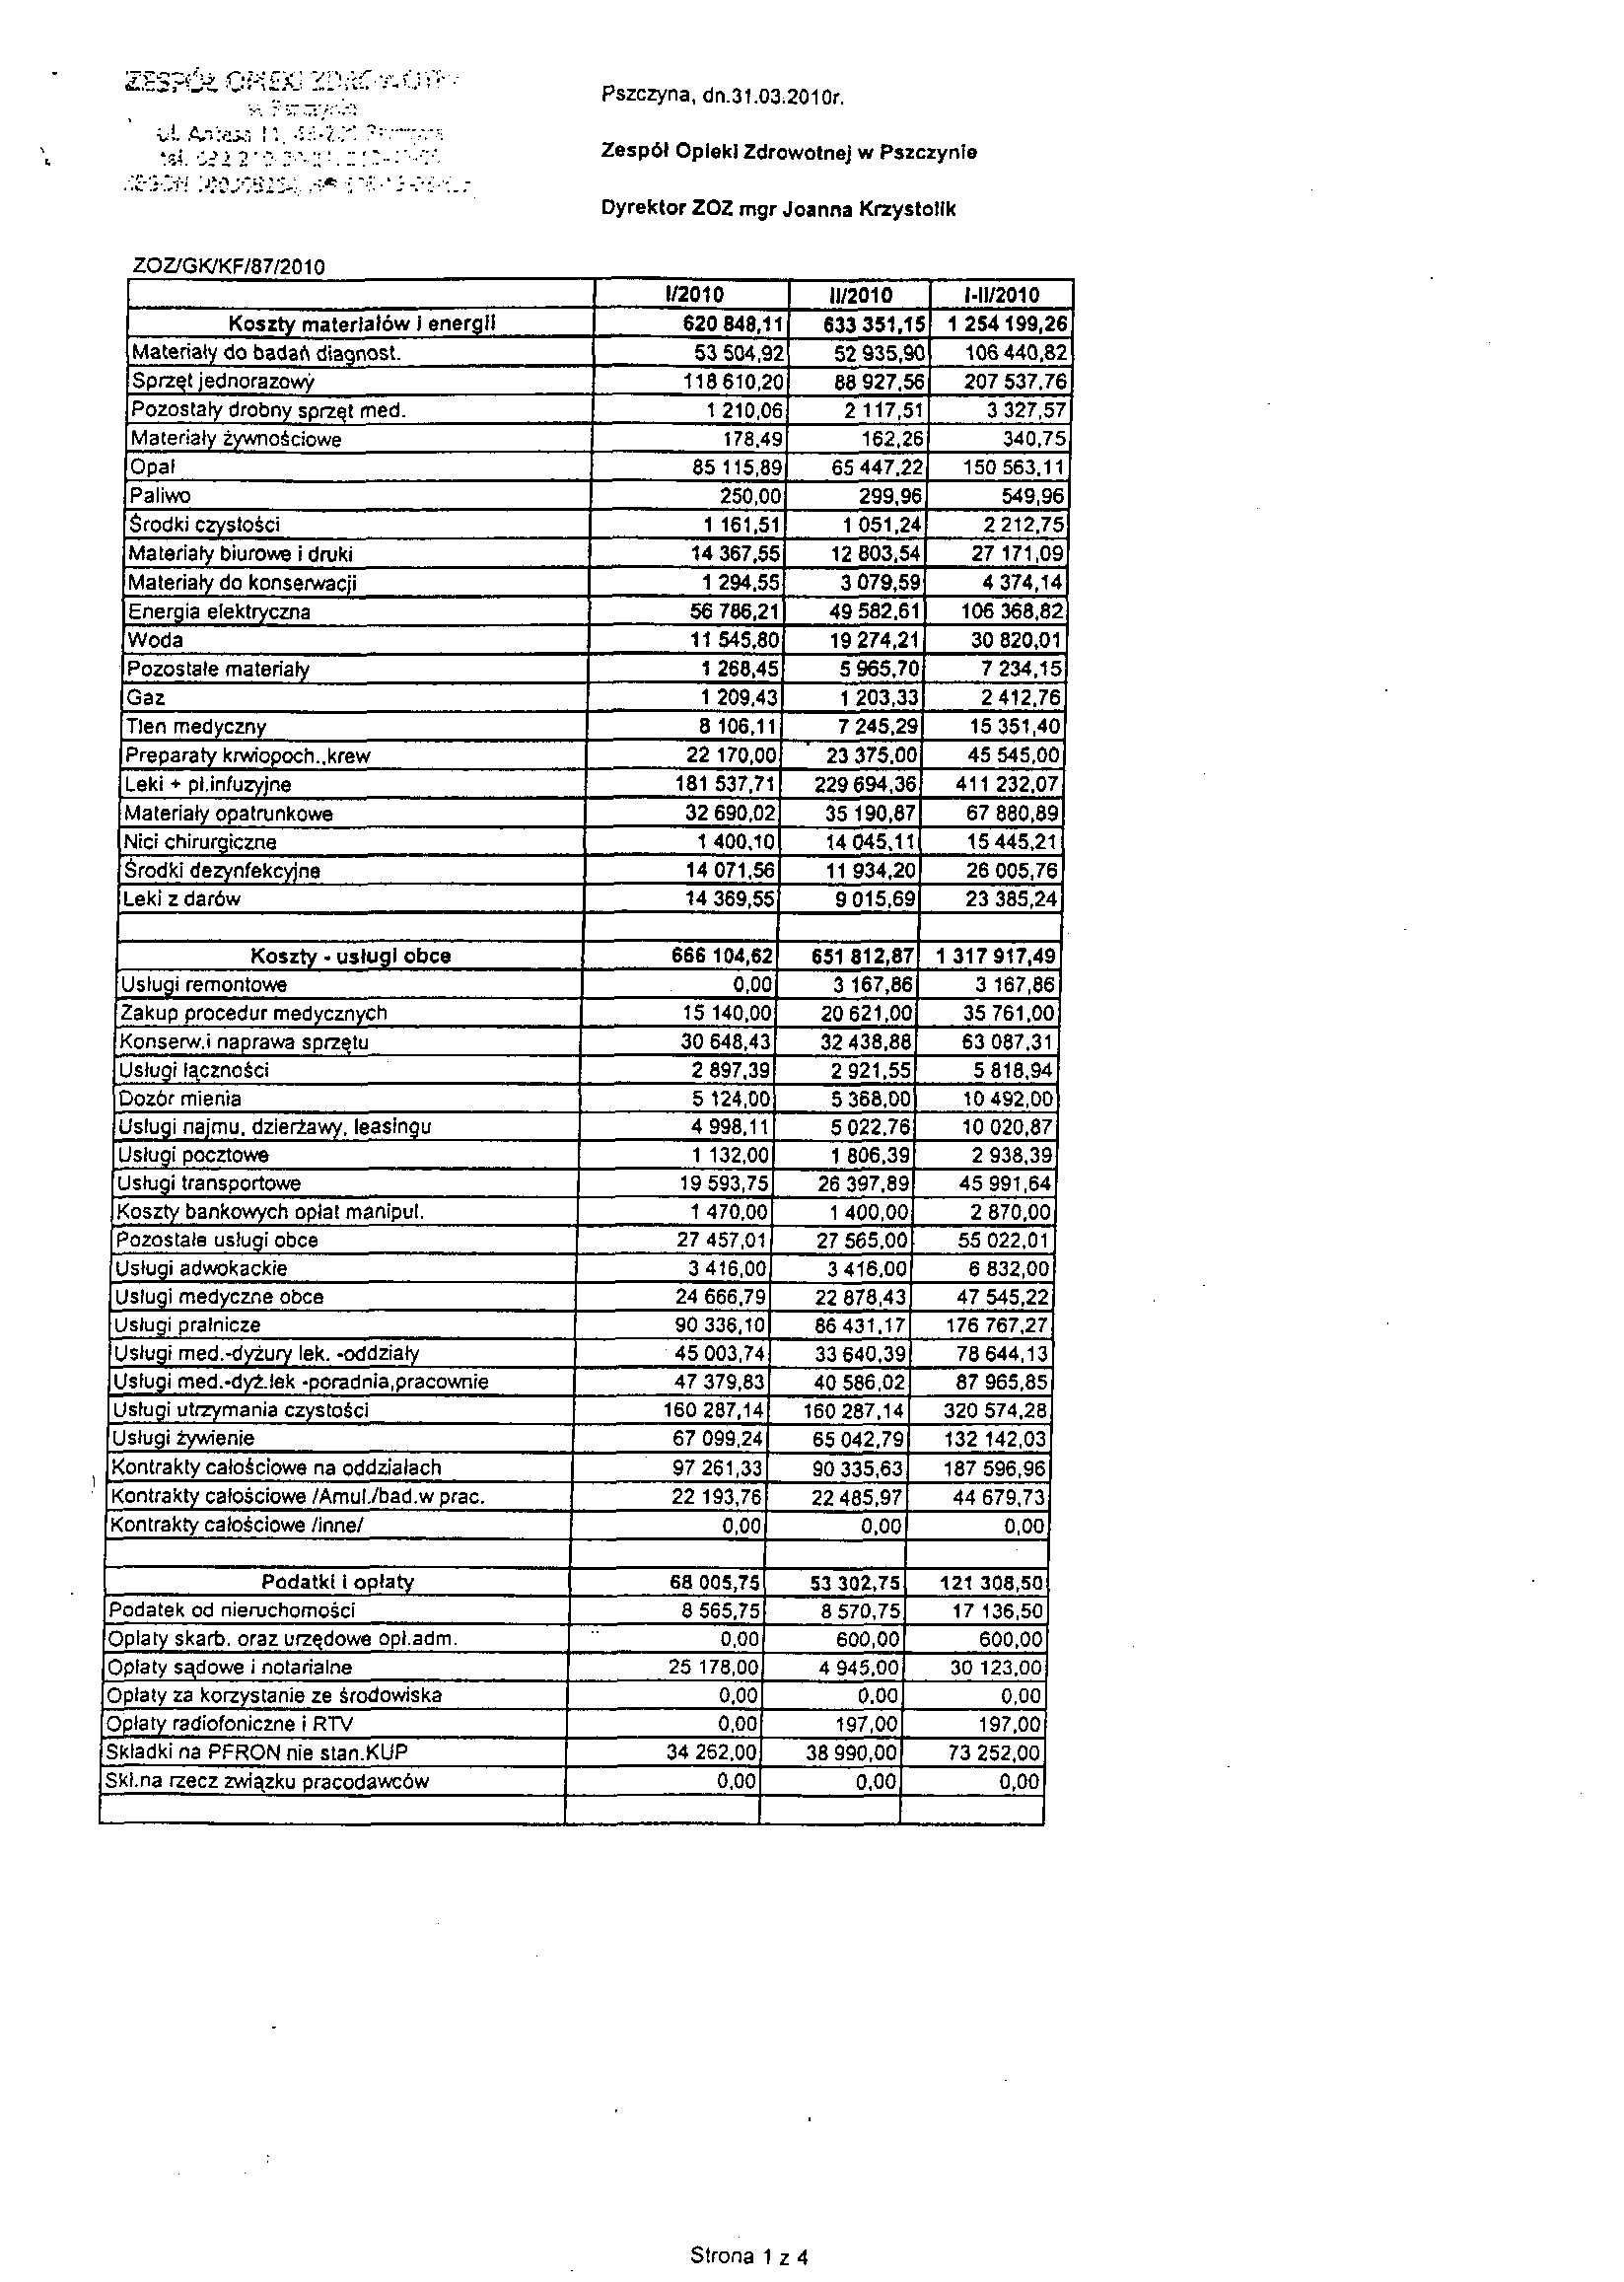 ZESPÓŁ OPIEKI ZDROWOTNEJ
w Pszczynie
ul. Antesa 11,
tel.
Pszczyna, dn.31.03.2010r.
Zespół Opieki Zdrowotnej w Pszczynie
Dyrektor ZOZ mgr Joanna Krzystolik
ZOZ/GK/KF/87/2010
I/2010 II/2010 I-II/2010
Koszty materiałów i energii 620 848,11 633 351,15 1 254 199,26
Materiały do badań diagnost. 53 504,92 52 935,90 106 440,82
Sprzęt jednorazowy 118 610,20 88 927,56 207 537,76
Pozostały drobny sprzęt med. 1 210,06 2 117,51 3 327,57
Materiały żywnościowe 178,49 162,26 340,75
Opał 85 115,89 65 447,22 150 563,11
Paliwo 250,00 299,96 549,96
Środki czystości 1 161,51 1 051,24 2 212,75
Materiały biurowe i druki 14 367,55 12 803,54 27 171,09
Materiały do konserwacji 1 294,55 3 079,59 4 374,14
Energia elektryczna 56 786,21 49 582,61 106 368,82
Woda 11 545,80 19 274,21 30 820,01
Pozostałe materiały 1 268,45 5 965,70 7 234,15
Gaz 1 209,43 1 203,33 2 412,76
Tlen medyczny 8 106,11 7 245,29 15 351,40
Preparaty krwiopoch.,krew 22 170,00 23 375,00 45 545,00
Leki + pł.infuzyjne 181 537,71 229 694,36 411 232,07
Materiały opatrunkowe 32 690,02 35 190,87 67 880,89
Nici chirurgiczne 1 400,10 14 045,11 15 445,21
Środki dezynfekcyjne 14 071,56 11 934,20 26 005,76
Leki z darów 14 369,55 9 015,69 23 385,24
Koszty - usługi obce 666 104,62 651 812,87 1 317 917,49
Usługi remontowe 0,00 3 167,86 3 167,86
Zakup procedur medycznych 15 140,00 20 621,00 35 761,00
Konserw.i naprawa sprzętu 30 648,43 32 438,88 63 087,31
Usługi łączności 2 897,39 2 921,55 5 818,94
Dozór mienia 5 124,00 5 368,00 10 492,00
Usługi najmu, dzierżawy, leasingu 4 998,11 5 022,76 10 020,87
Usługi pocztowe 1 132,00 1 806,39 2 938,39
Usługi transportowe 19 593,75 26 397,89 45 991,64
Koszty bankowych opłat manipul. 1 470,00 1 400,00 2 870,00
Pozostałe usługi obce 27 457,01 27 565,00 55 022,01
Usługi adwokackie 3 416,00 3 416,00 6 832,00
Usługi medyczne obce 24 666,79 22 878,43 47 545,22
Usługi pralnicze 90 336,10 86 431,17 176 767,27
Usługi med.-dyżury lek. -oddziały 45 003,74 33 640,39 78 644,13
Usługi med.-dyż.lek -poradnia,pracownie 47 379,83 40 586,02 87 965,85
Usługi utrzymania czystości 160 287,14 160 287,14 320 574,28
Usługi żywienie 67 099,24 65 042,79 132 142,03
Kontrakty całościowe na oddziałach 97 261,33 90 335,63 187 596,96
Kontrakty całościowe /Amul./bad.w prac. 22 193,76 22 485,97 44 679,73
Kontrakty całościowe /inne/ 0,00 0,00 0,00
Podatki i opłaty 68 005,75 53 302,75 121 308,50
Podatek od nieruchomości 8 565,75 8 570,75 17 136,50
Opłaty skarb. oraz urzędowe opł.adm. 0,00 600,00 600,00
Opłaty sądowe i notarialne 25 178,00 4 945,00 30 123,00
Opłaty za korzystanie ze środowiska 0,00 0,00 0,00
Opłaty radiofoniczne i RTV 0,00 197,00 197,00
Składki na PFRON nie stan.KUP 34 262,00 38 990,00 73 252,00
Skł.na rzecz związku pracodawców 0,00 0,00 0,00
Strona 1 z 4